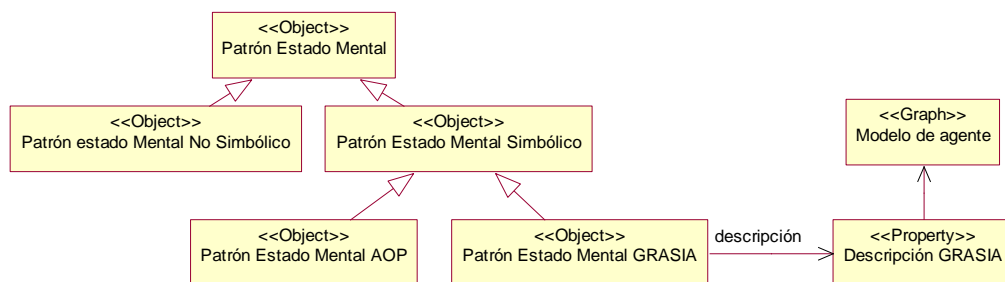 <<Object>>
Patrón Estado Mental
<<Object>>
Patrón estado Mental No Simbólico
<<Object>>
Patrón Estado Mental Simbólico
<<Graph>>
Modelo de agente
<<Object>>
Patrón Estado Mental AOP
<<Object>>
Patrón Estado Mental GRASIA
descripción
<<Property>>
Descripción GRASIA